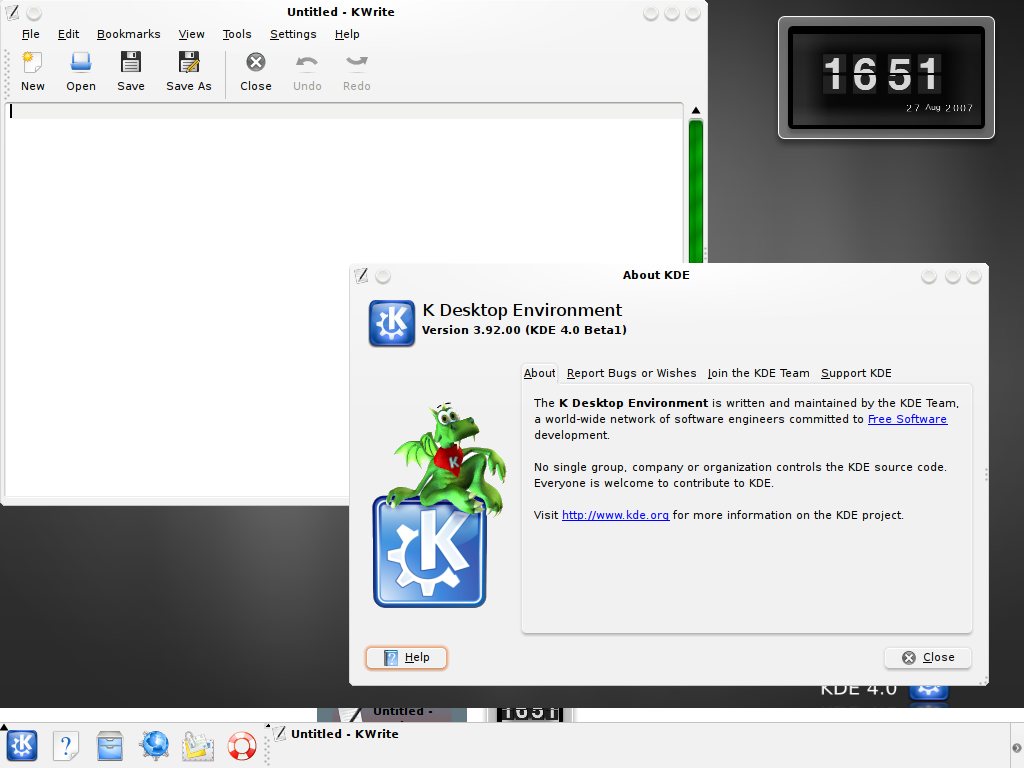 Untitled - KWrite
File Edit Bookmarks View Tools Settings Help
New Open Save Save As Close Undo Redo
1651
27 Aug 2007
About KDE
K Desktop Environment
Version 3.92.00 (KDE 4.0 Beta1)
About Report Bugs or Wishes Join the KDE Team Support KDE
The K Desktop Environment is written and maintained by the KDE Team,
a world-wide network of software engineers committed to Free Software
development.
No single group, company or organization controls the KDE source code.
Everyone is welcome to contribute to KDE.
Visit http://www.kde.org for more information on the KDE project.
K
K
K
Help Close
KDE 4.0
Untitled -
1651
K ? Untitled - KWrite